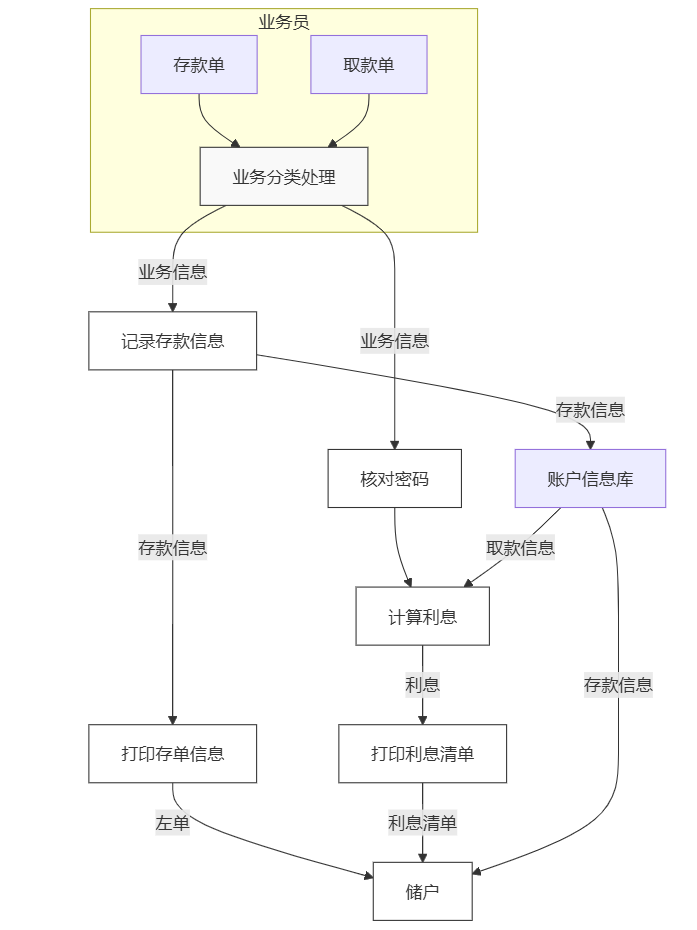 业务员
存款单
取款单
业务分类处理
业务信息
记录存款信息
业务信息
存款信息
核对密码
账户信息库
存款信息
取款信息
计算利息
利息
存款信息
打印存单信息
打印利息清单
左单
利息清单
储户